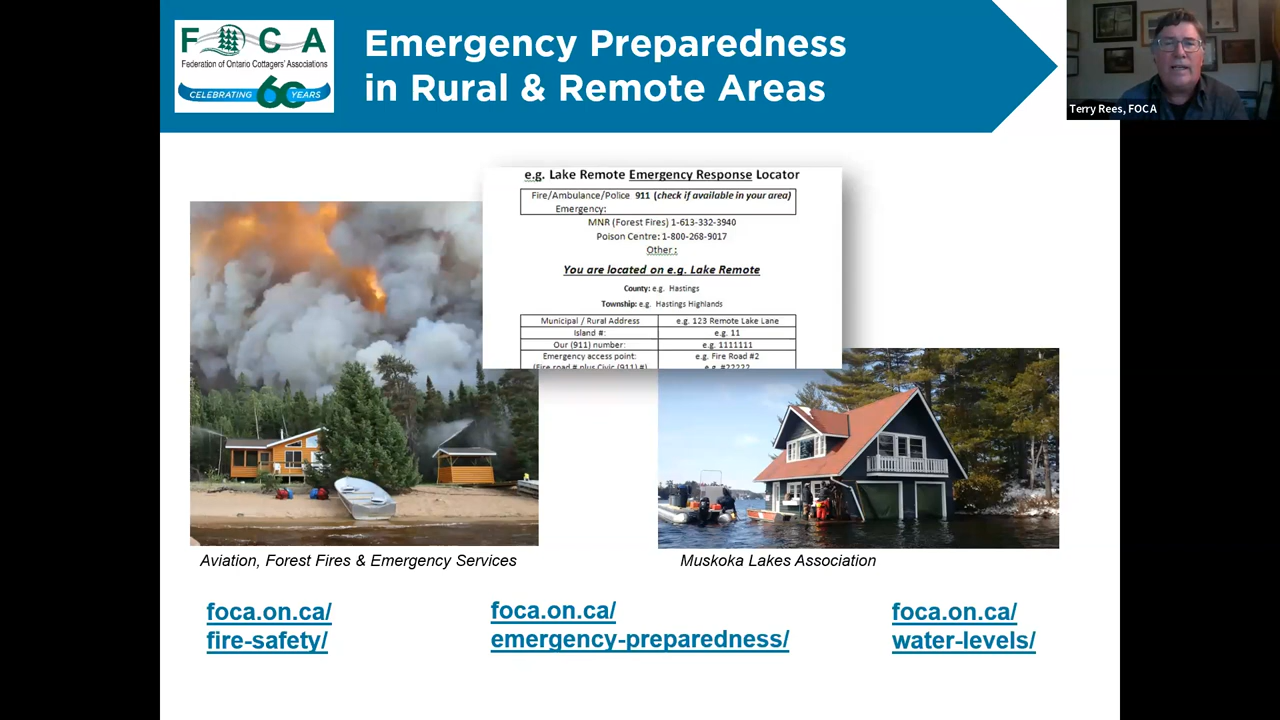 F O C A
Federation of Ontario Cottagers' Associations
CELEBRATING 60 YEARS
Emergency Preparedness
in Rural & Remote Areas
Terry Rees, FOCA
e.g. Lake Remote Emergency Response Locator
Fire/Ambulance/Police 911 (check if available in your area)
Emergency:
MNR (Forest Fires) 1-613-332-3940
Poison Centre: 1-800-268-9017
Other :
You are located on e.g. Lake Remote
County: e.g. Hastings
Township: e.g. Hastings Highlands
Municipal / Rural Address e.g. 123 Remote Lake Lane
Island #: e.g. 11
Our (911) number: e.g. 1111111
Emergency access point: e.g. Fire Road #2
(Fire road # plus Civic (911) #) e.g. #22222
Aviation, Forest Fires & Emergency Services
Muskoka Lakes Association
foca.on.ca/
fire-safety/
foca.on.ca/
emergency-preparedness/
foca.on.ca/
water-levels/